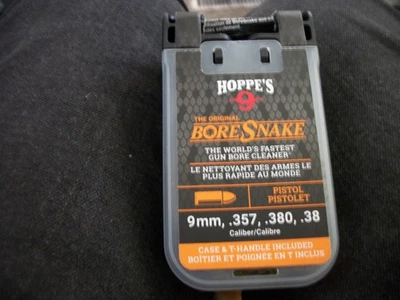 HOPPE'S
9
THE ORIGINAL
BORESNAKE
THE WORLD'S FASTEST
GUN BORE CLEANER*
LE NETTOYANT DES ARMES LE
PLUS RAPIDE AU MONDE
PISTOL
PISTOLET
9mm, .357, .380, .38
Caliber/Calibre
CASE & T-HANDLE INCLUDED
BOÎTIER ET POIGNÉE EN T INCLUS